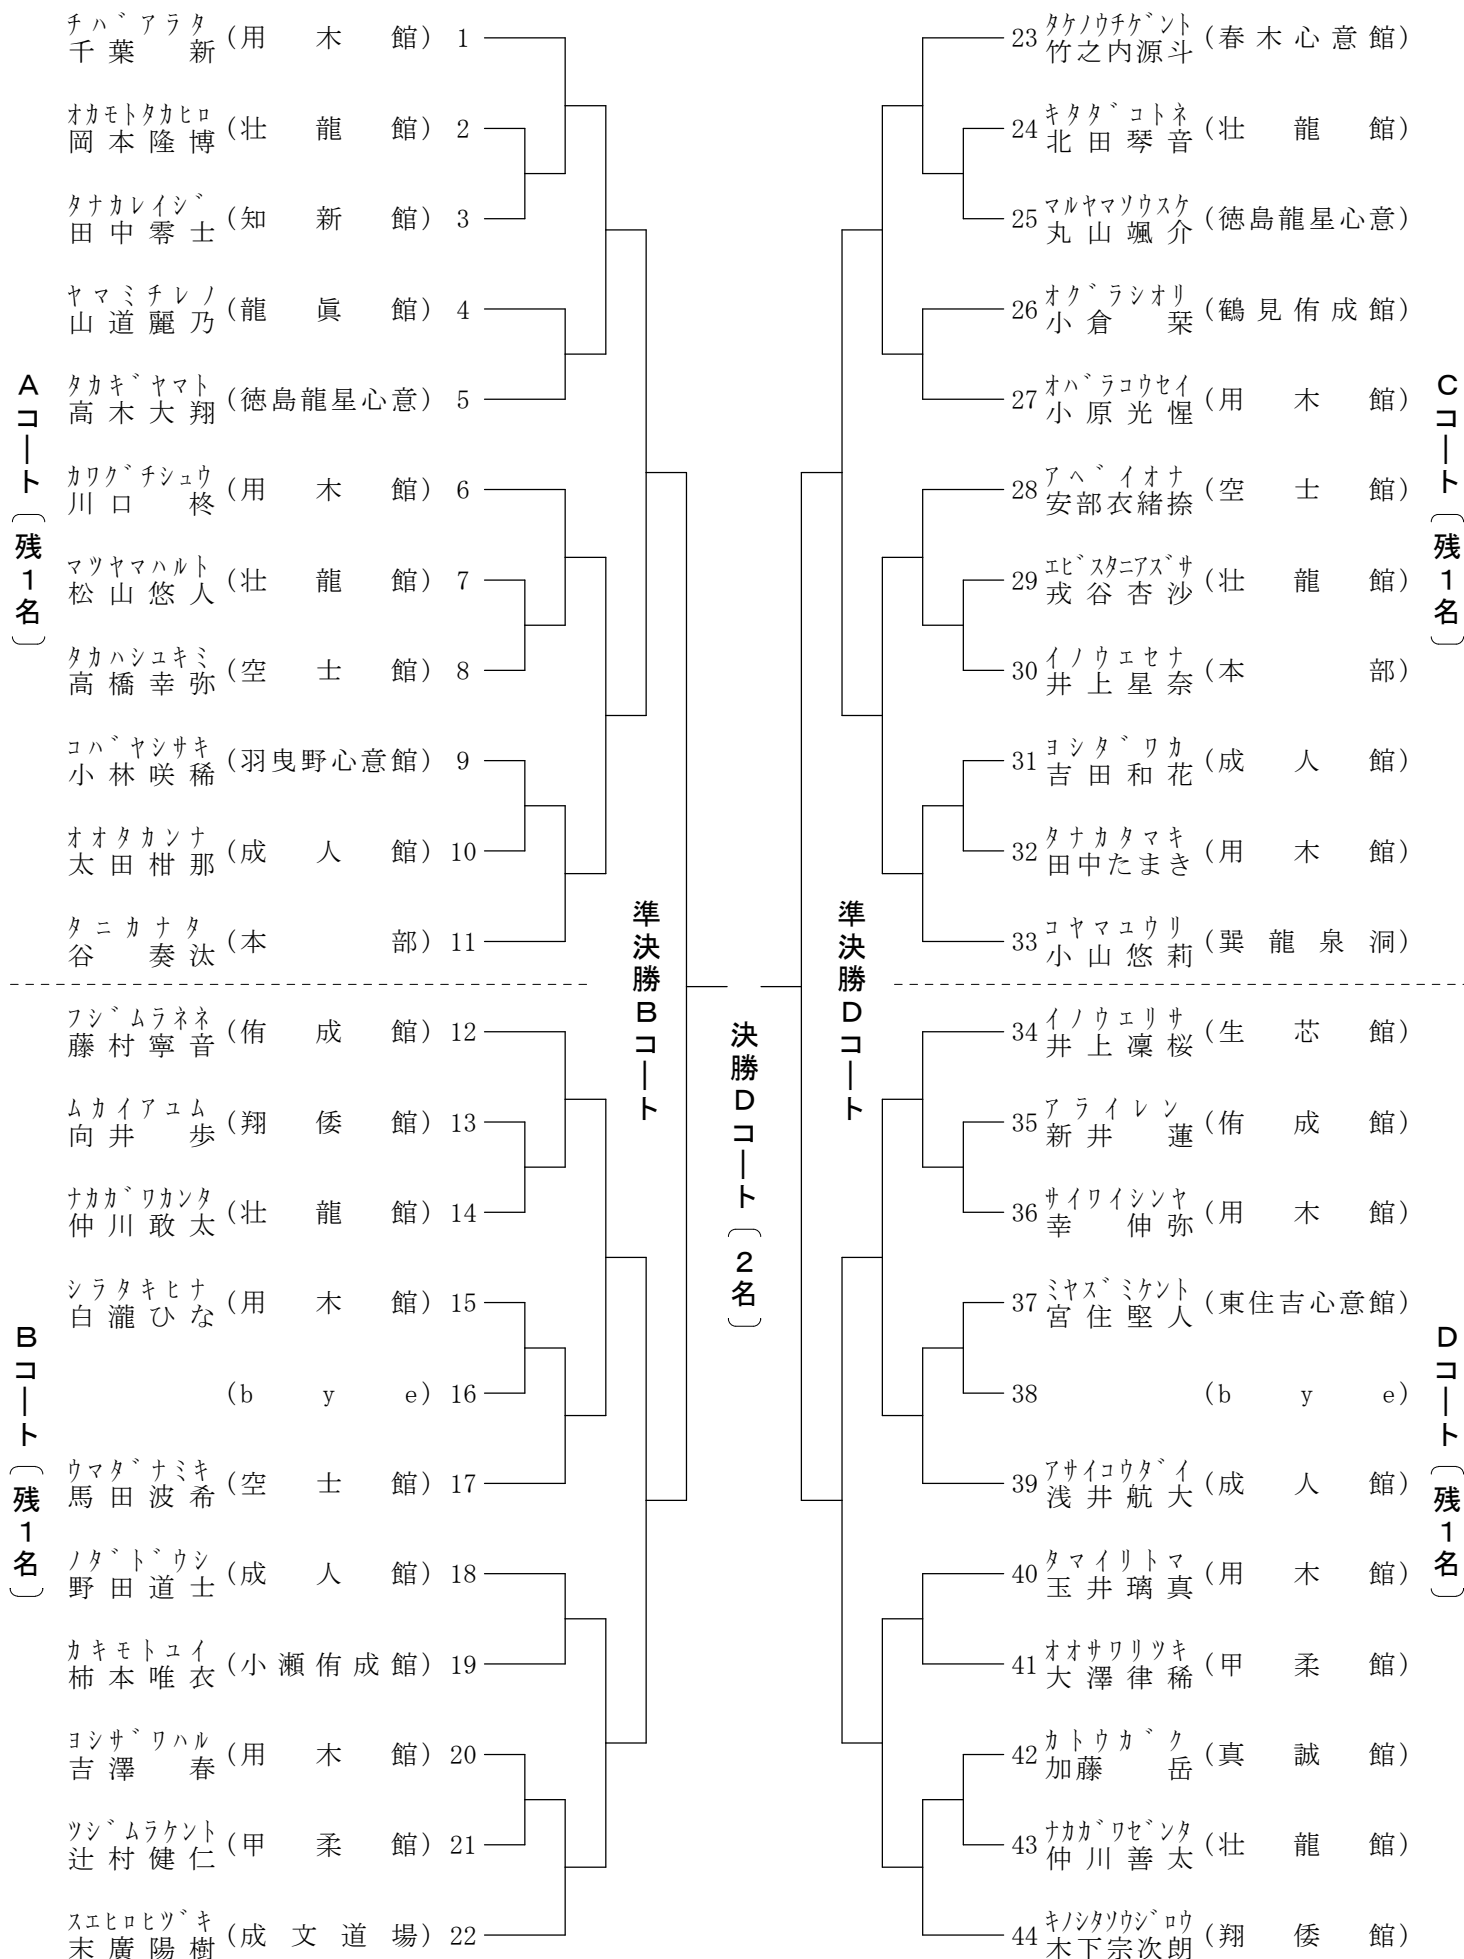 チバアラタ
千葉 新 (用木館) 1
オカモトタカヒロ
岡本隆博 (壮龍館) 2
タナカレイジ
田中零士 (知新館) 3
ヤマミチレノ
山道麗乃 (龍眞館) 4
タカギヤマト
高木大翔 (徳島龍星心意) 5
カワグチシュウ
川口 柊 (用木館) 6
マツヤマハルト
松山悠人 (壮龍館) 7
タカハシユキミ
高橋幸弥 (空士館) 8
コバヤシサキ
小林咲稀 (羽曳野心意館) 9
オオタカンナ
太田柑那 (成人館) 10
タニカナタ
谷 奏汰 (本部) 11
Aコート〔残1名〕
フジムラネネ
藤村寧音 (侑成館) 12
ムカイアユム
向井 歩 (翔倭館) 13
ナカガワカンタ
仲川敢太 (壮龍館) 14
シラタキヒナ
白瀧ひな (用木館) 15
(bye) 16
ウマダナミキ
馬田波希 (空士館) 17
ノダドウシ
野田道士 (成人館) 18
カキモトユイ
柿本唯衣 (小瀬侑成館) 19
ヨシザワハル
吉澤 春 (用木館) 20
ツジムラケント
辻村健仁 (甲柔館) 21
スエヒロヒヅキ
末廣陽樹 (成文道場) 22
Bコート〔残1名〕
準決勝Bコート
決勝Dコート〔2名〕
準決勝Dコート
タケノウチゲント
23 竹之内源斗 (春木心意館)
キタダコトネ
24 北田琴音 (壮龍館)
マルヤマソウスケ
25 丸山颯介 (徳島龍星心意)
オグラシオリ
26 小倉 栞 (鶴見侑成館)
オバラコウセイ
27 小原光惺 (用木館)
アベイオナ
28 安部衣緒捺 (空士館)
エビスタニアズサ
29 戎谷杏沙 (壮龍館)
イノウエセナ
30 井上星奈 (本部)
ヨシダワカ
31 吉田和花 (成人館)
タナカタマキ
32 田中たまき (用木館)
コヤマユウリ
33 小山悠莉 (巽龍泉洞)
Cコート〔残1名〕
イノウエリサ
34 井上凜桜 (生芯館)
アライレン
35 新井 蓮 (侑成館)
サイワイシンヤ
36 幸 伸弥 (用木館)
ミヤズミケント
37 宮住堅人 (東住吉心意館)
38 (bye)
アサイコウダイ
39 浅井航大 (成人館)
タマイリトマ
40 玉井璃真 (用木館)
オオサワリツキ
41 大澤律稀 (甲柔館)
カトウガク
42 加藤 岳 (真誠館)
ナカガワゼンタ
43 仲川善太 (壮龍館)
キノシタソウジロウ
44 木下宗次朗 (翔倭館)
Dコート〔残1名〕